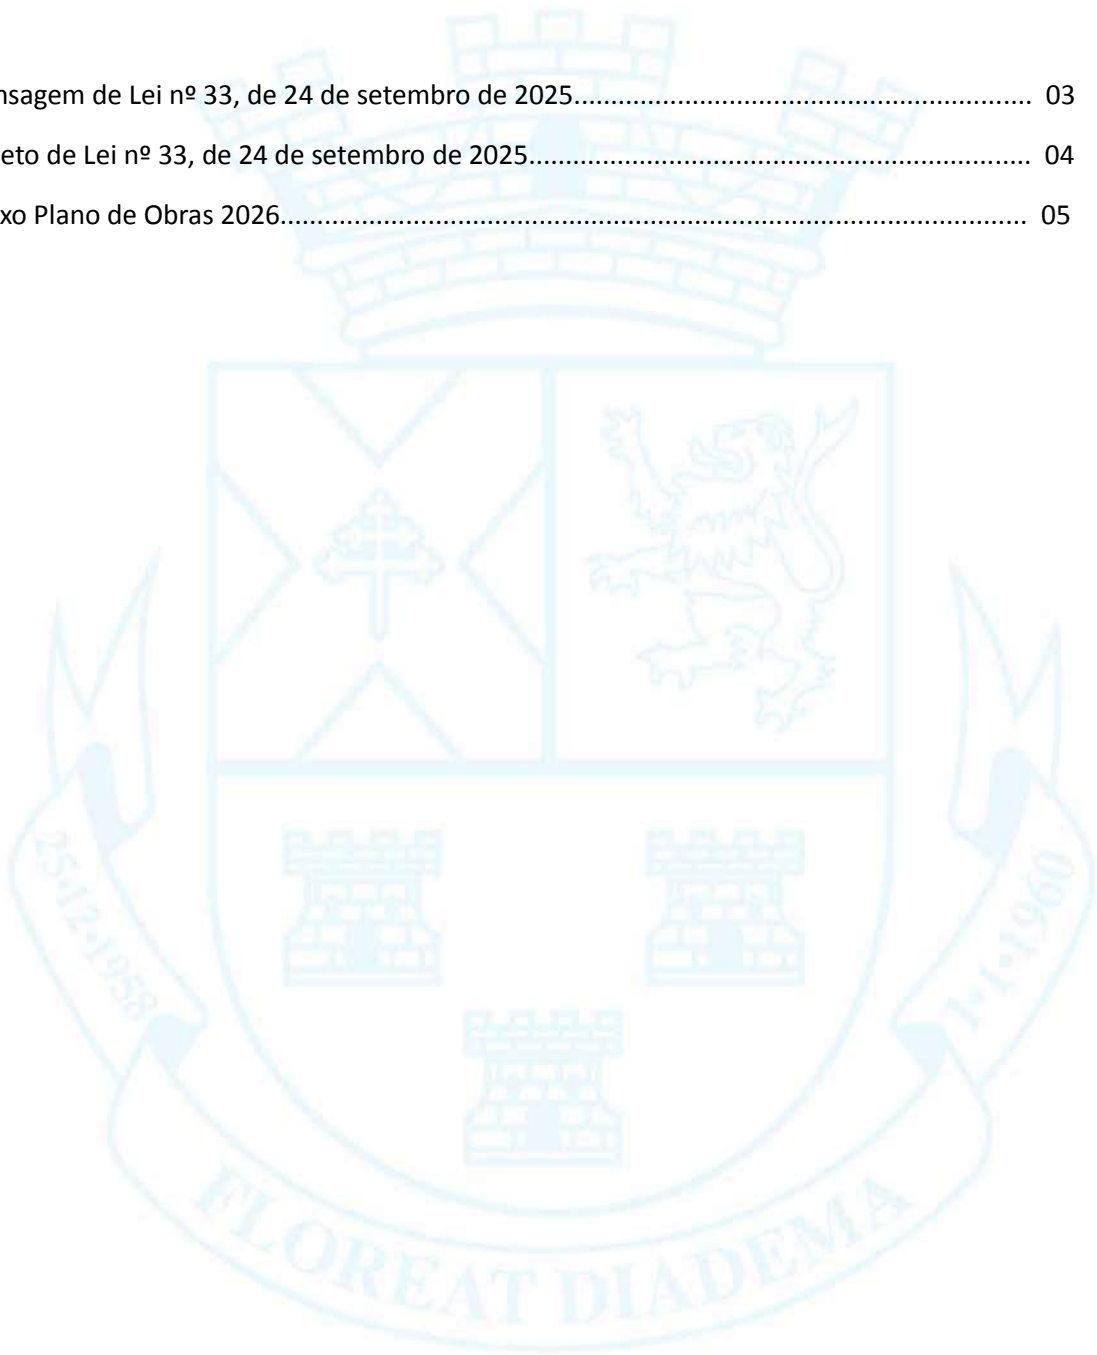 nsagem de Lei nº 33, de 24 de setembro de 2025.............................................................. 03
eto de Lei nº 33, de 24 de setembro de 2025.................................................................... 04
xo Plano de Obras 2026..................................................................................................... 05
25·12·1958
1·1·1960
FLOREAT DIADEMA